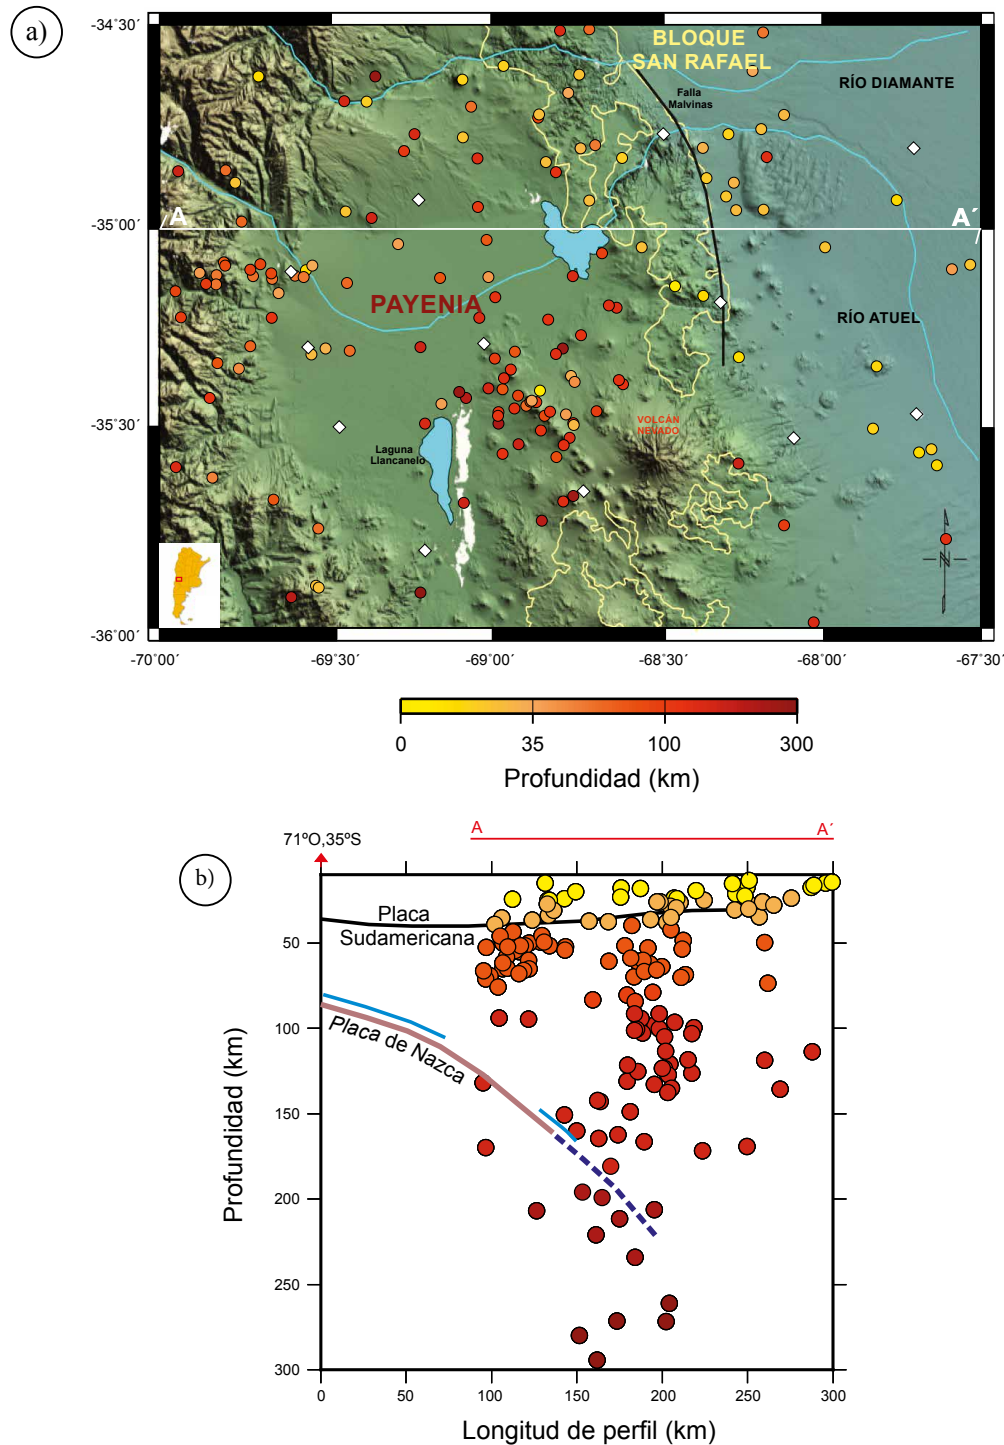 a)
-34˚30´
-35˚00´
-35˚30´
-36˚00´
-70˚00´
-69˚30´
-69˚00´
-68˚30´
-68˚00´
-67˚30´
BLOQUE
SAN RAFAEL
RÍO DIAMANTE
Falla
Malvinas
A
A´
PAYENIA
RÍO ATUEL
VOLCÁN
NEVADO
Laguna
Llancanelo
N
0
35
100
300
Profundidad (km)
b)
71ºO,35ºS
A
A´
Placa
Sudamericana
Placa de Nazca
50
100
150
200
250
300
Profundidad (km)
0
50
100
150
200
250
300
Longitud de perfil (km)